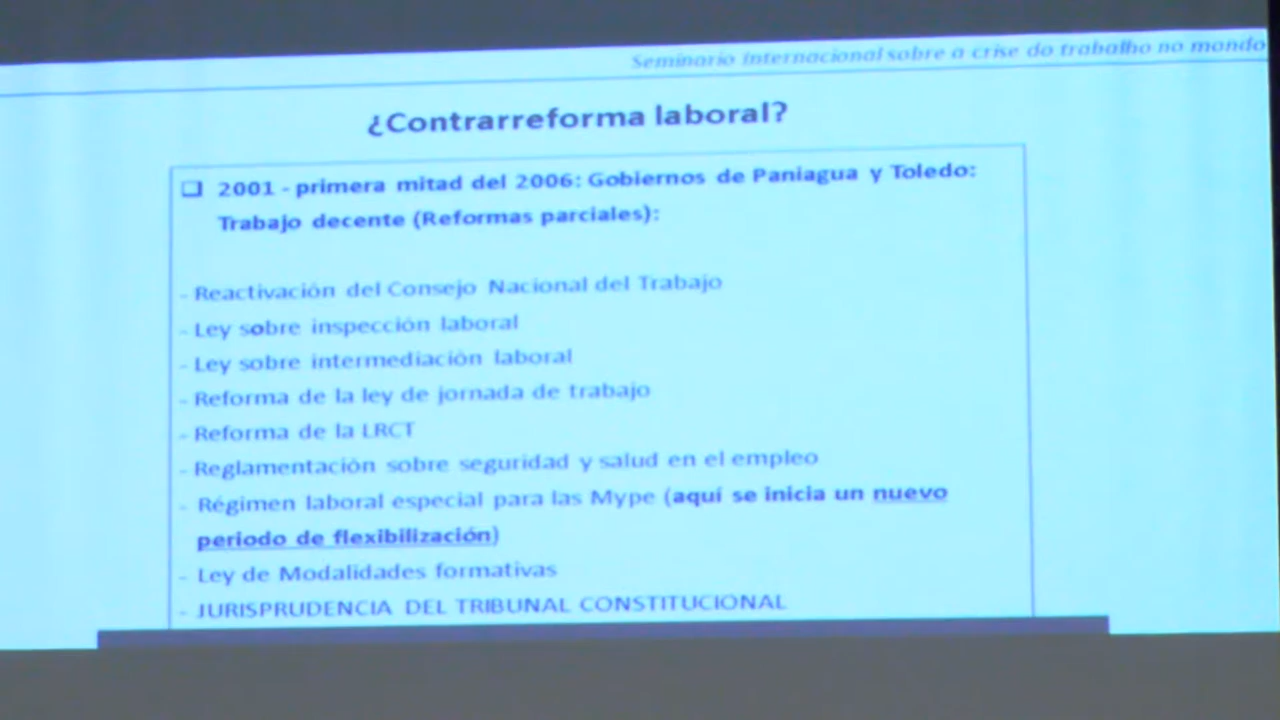 Seminario Internacional sobre a crise do trabalho no mondo
¿Contrarreforma laboral?
❑ 2001 - primera mitad del 2006: Gobiernos de Paniagua y Toledo:
Trabajo decente (Reformas parciales):
- Reactivación del Consejo Nacional del Trabajo
- Ley sobre inspección laboral
- Ley sobre intermediación laboral
- Reforma de la ley de jornada de trabajo
- Reforma de la LRCT
- Reglamentación sobre seguridad y salud en el empleo
- Régimen laboral especial para las Mype (aquí se inicia un nuevo
periodo de flexibilización)
- Ley de Modalidades formativas
- JURISPRUDENCIA DEL TRIBUNAL CONSTITUCIONAL